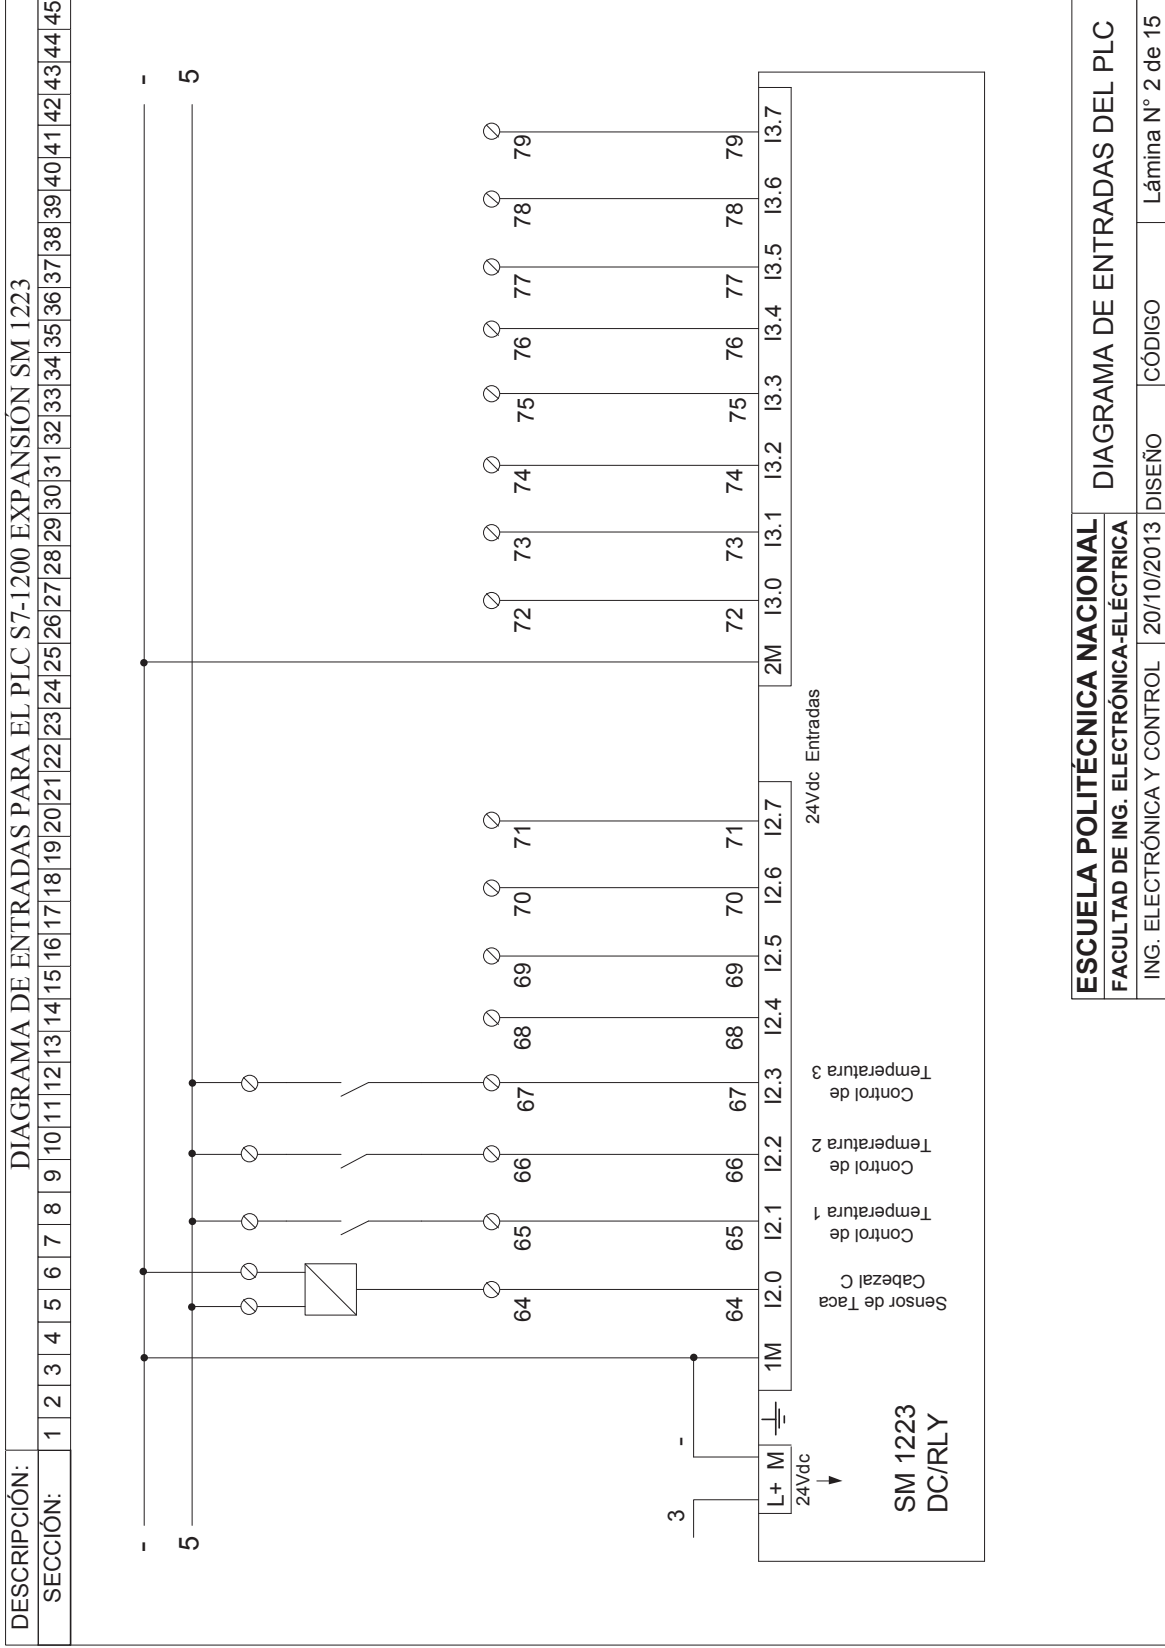 DESCRIPCIÓN: DIAGRAMA DE ENTRADAS PARA EL PLC S7-1200 EXPANSIÓN SM 1223
SECCIÓN: 1 2 3 4 5 6 7 8 9 10 11 12 13 14 15 16 17 18 19 20 21 22 23 24 25 26 27 28 29 30 31 32 33 34 35 36 37 38 39 40 41 42 43 44 45
- -
5 5
64 65 66 67 68 69 70 71 72 73 74 75 76 77 78 79
3 -
64 65 66 67 68 69 70 71 72 73 74 75 76 77 78 79
L+ M 1M I2.0 I2.1 I2.2 I2.3 I2.4 I2.5 I2.6 I2.7 2M I3.0 I3.1 I3.2 I3.3 I3.4 I3.5 I3.6 I3.7
24Vdc
24Vdc Entradas
Sensor de Taca
Cabezal C
Control de
Temperatura 1
Control de
Temperatura 2
Control de
Temperatura 3
SM 1223
DC/RLY
ESCUELA POLITÉCNICA NACIONAL
FACULTAD DE ING. ELECTRÓNICA-ELÉCTRICA
DIAGRAMA DE ENTRADAS DEL PLC
ING. ELECTRÓNICA Y CONTROL 20/10/2013 DISEÑO CÓDIGO Lámina N° 2 de 15